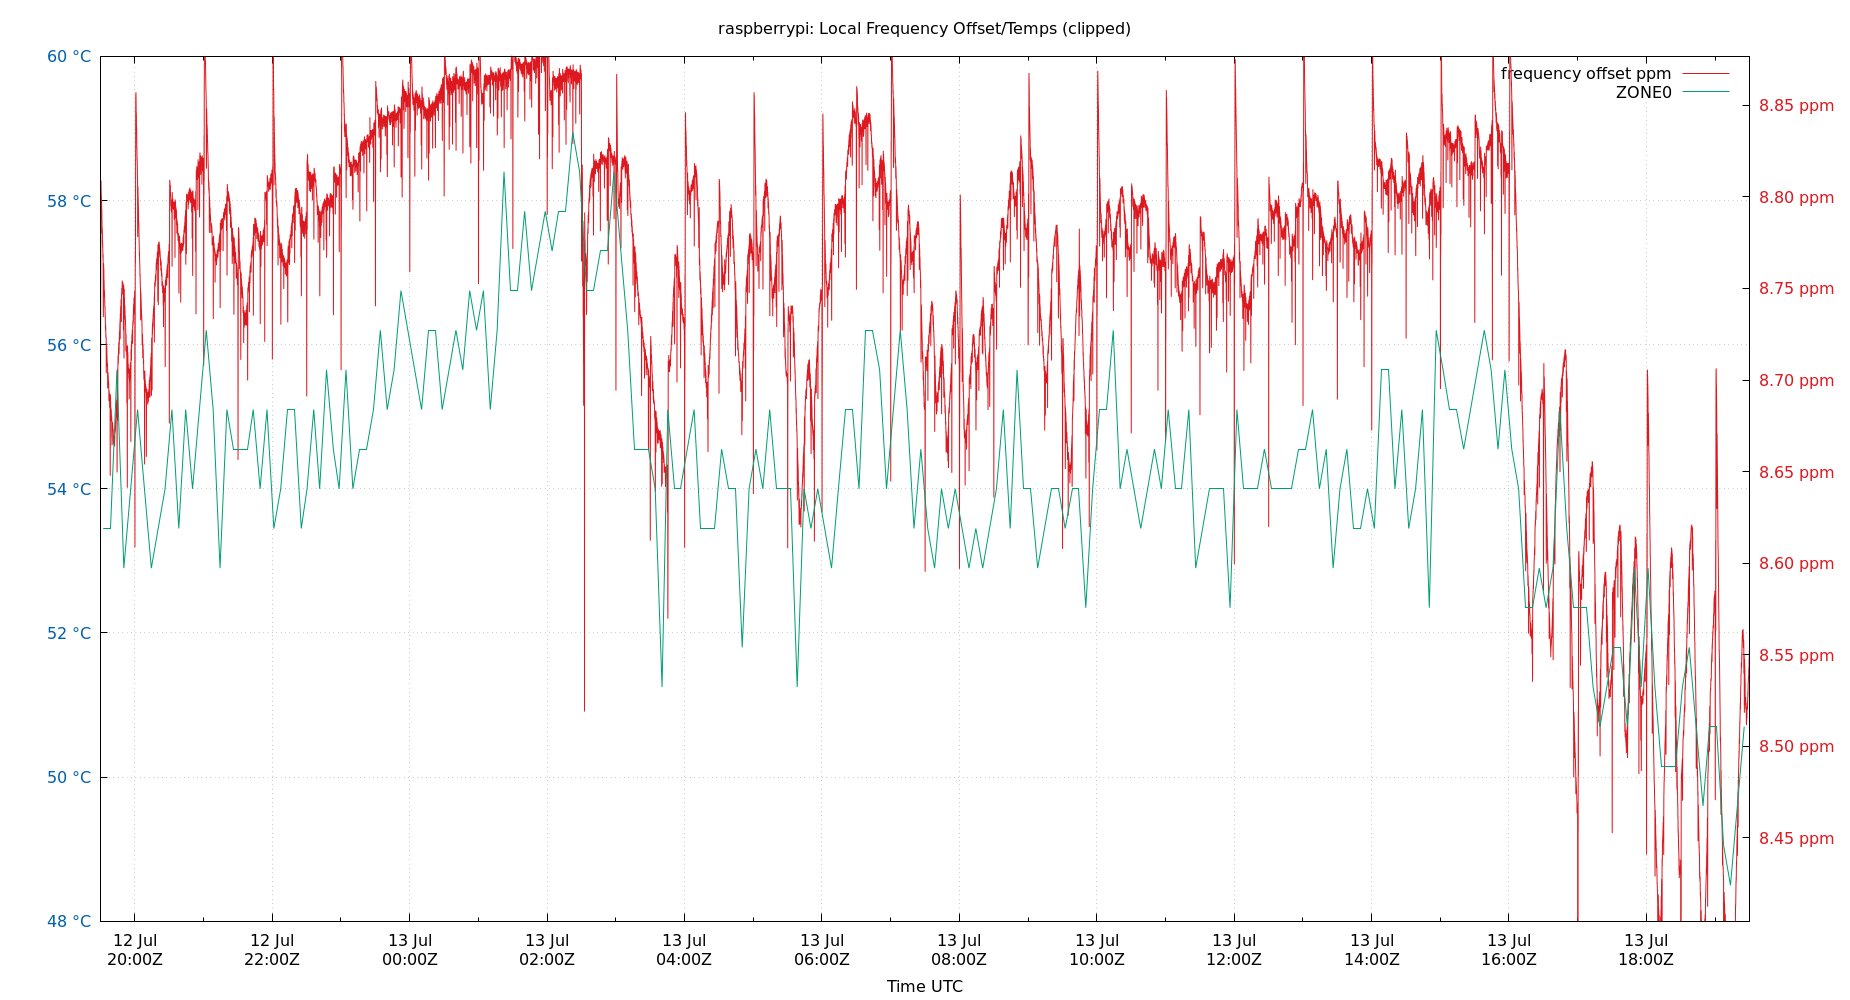 raspberrypi: Local Frequency Offset/Temps (clipped)
60 °C
58 °C
56 °C
54 °C
52 °C
50 °C
48 °C
frequency offset ppm
ZONE0
8.85 ppm
8.80 ppm
8.75 ppm
8.70 ppm
8.65 ppm
8.60 ppm
8.55 ppm
8.50 ppm
8.45 ppm
12 Jul
20:00Z
12 Jul
22:00Z
13 Jul
00:00Z
13 Jul
02:00Z
13 Jul
04:00Z
13 Jul
06:00Z
13 Jul
08:00Z
13 Jul
10:00Z
13 Jul
12:00Z
13 Jul
14:00Z
13 Jul
16:00Z
13 Jul
18:00Z
Time UTC